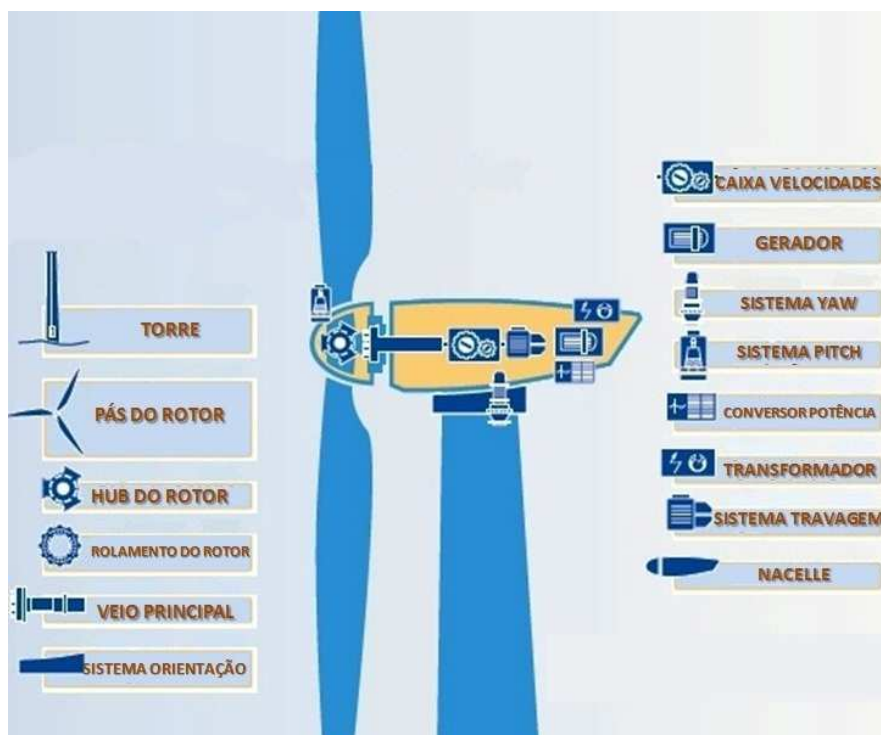 TORRE
PÁS DO ROTOR
HUB DO ROTOR
ROLAMENTO DO ROTOR
VEIO PRINCIPAL
SISTEMA ORIENTAÇÃO
CAIXA VELOCIDADES
GERADOR
SISTEMA YAW
SISTEMA PITCH
CONVERSOR POTÊNCIA
TRANSFORMADOR
SISTEMA TRAVAGEM
NACELLE